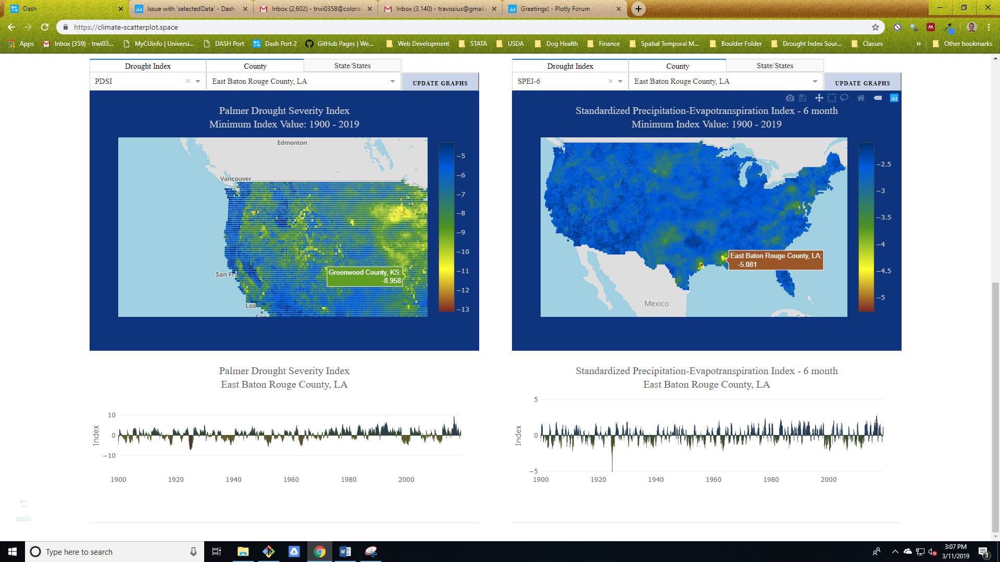 Dash
Issue with `selectedData` - Dash
Inbox (2,602) - trwi0358@colorac
Inbox (3,140) - travissius@gmail.c
Greetings! - Plotly Forum
https://climate-scatterplot.space
Apps
Inbox (359) - trwi03...
MyCUinfo | Universi...
DASH Port
Dash Port 2
GitHub Pages | We...
Web Development
STATA
USDA
Dog Health
Finance
Spatial Temporal M...
Boulder Folder
Drought Index Sour...
Classes
»
Other bookmarks
Drought Index
County
State/States
PDSI
East Baton Rouge County, LA
UPDATE GRAPHS
Palmer Drought Severity Index
Minimum Index Value: 1900 - 2019
Edmonton
Vancouver
San Fra
Los
San
Greenwood County, KS:
-8.958
−5
−6
−7
−8
−9
−10
−11
−12
−13
Drought Index
County
State/States
SPEI-6
East Baton Rouge County, LA
UPDATE GRAPHS
Standardized Precipitation-Evapotranspiration Index - 6 month
Minimum Index Value: 1900 - 2019
East Baton Rouge County, LA:
-5.081
Mexico
Cuba
−2.5
−3
−3.5
−4
−4.5
−5
Palmer Drought Severity Index
East Baton Rouge County, LA
Index
10
0
−10
1900
1920
1940
1960
1980
2000
Standardized Precipitation-Evapotranspiration Index - 6 month
East Baton Rouge County, LA
Index
5
0
−5
1900
1920
1940
1960
1980
2000
undo
Type here to search
3:07 PM
3/11/2019
3